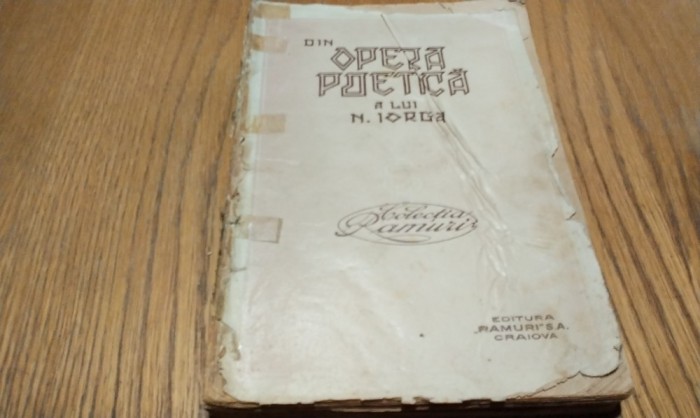 DIN
OPERA
POETICĂ
A LUI
N. IORGA
Colecția
Ramuri
EDITURA
„RAMURI" S.A.
CRAIOVA